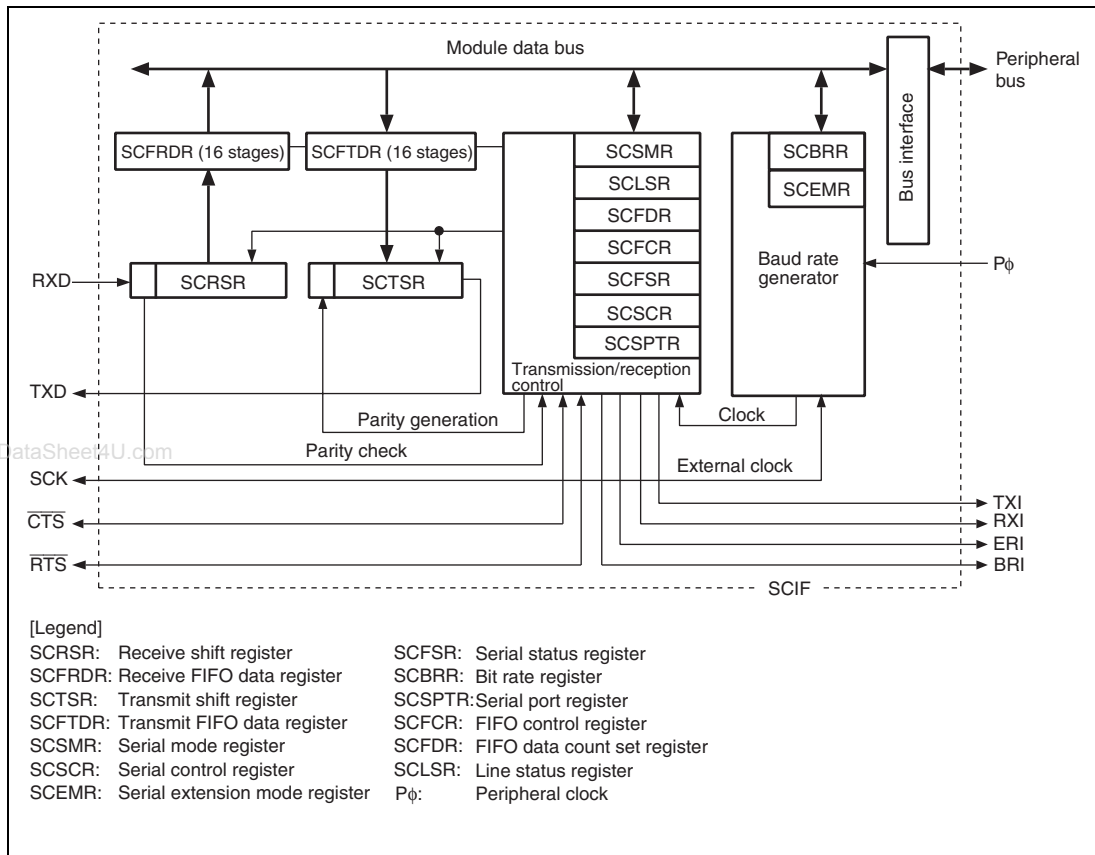 Module data bus
Peripheral
bus
Bus interface
SCFRDR (16 stages)
SCFTDR (16 stages)
SCSMR
SCLSR
SCFDR
SCFCR
SCFSR
SCSCR
SCSPTR
Transmission/reception
control
SCBRR
SCEMR
Baud rate
generator
Pϕ
RXD
SCRSR
SCTSR
TXD
Parity generation
Clock
DataSheet4U.com
Parity check
External clock
SCK
TXI
CTS
RXI
ERI
RTS
BRI
SCIF
[Legend]
SCRSR: Receive shift register
SCFRDR: Receive FIFO data register
SCTSR: Transmit shift register
SCFTDR: Transmit FIFO data register
SCSMR: Serial mode register
SCSCR: Serial control register
SCEMR: Serial extension mode register
SCFSR: Serial status register
SCBRR: Bit rate register
SCSPTR: Serial port register
SCFCR: FIFO control register
SCFDR: FIFO data count set register
SCLSR: Line status register
Pϕ: Peripheral clock